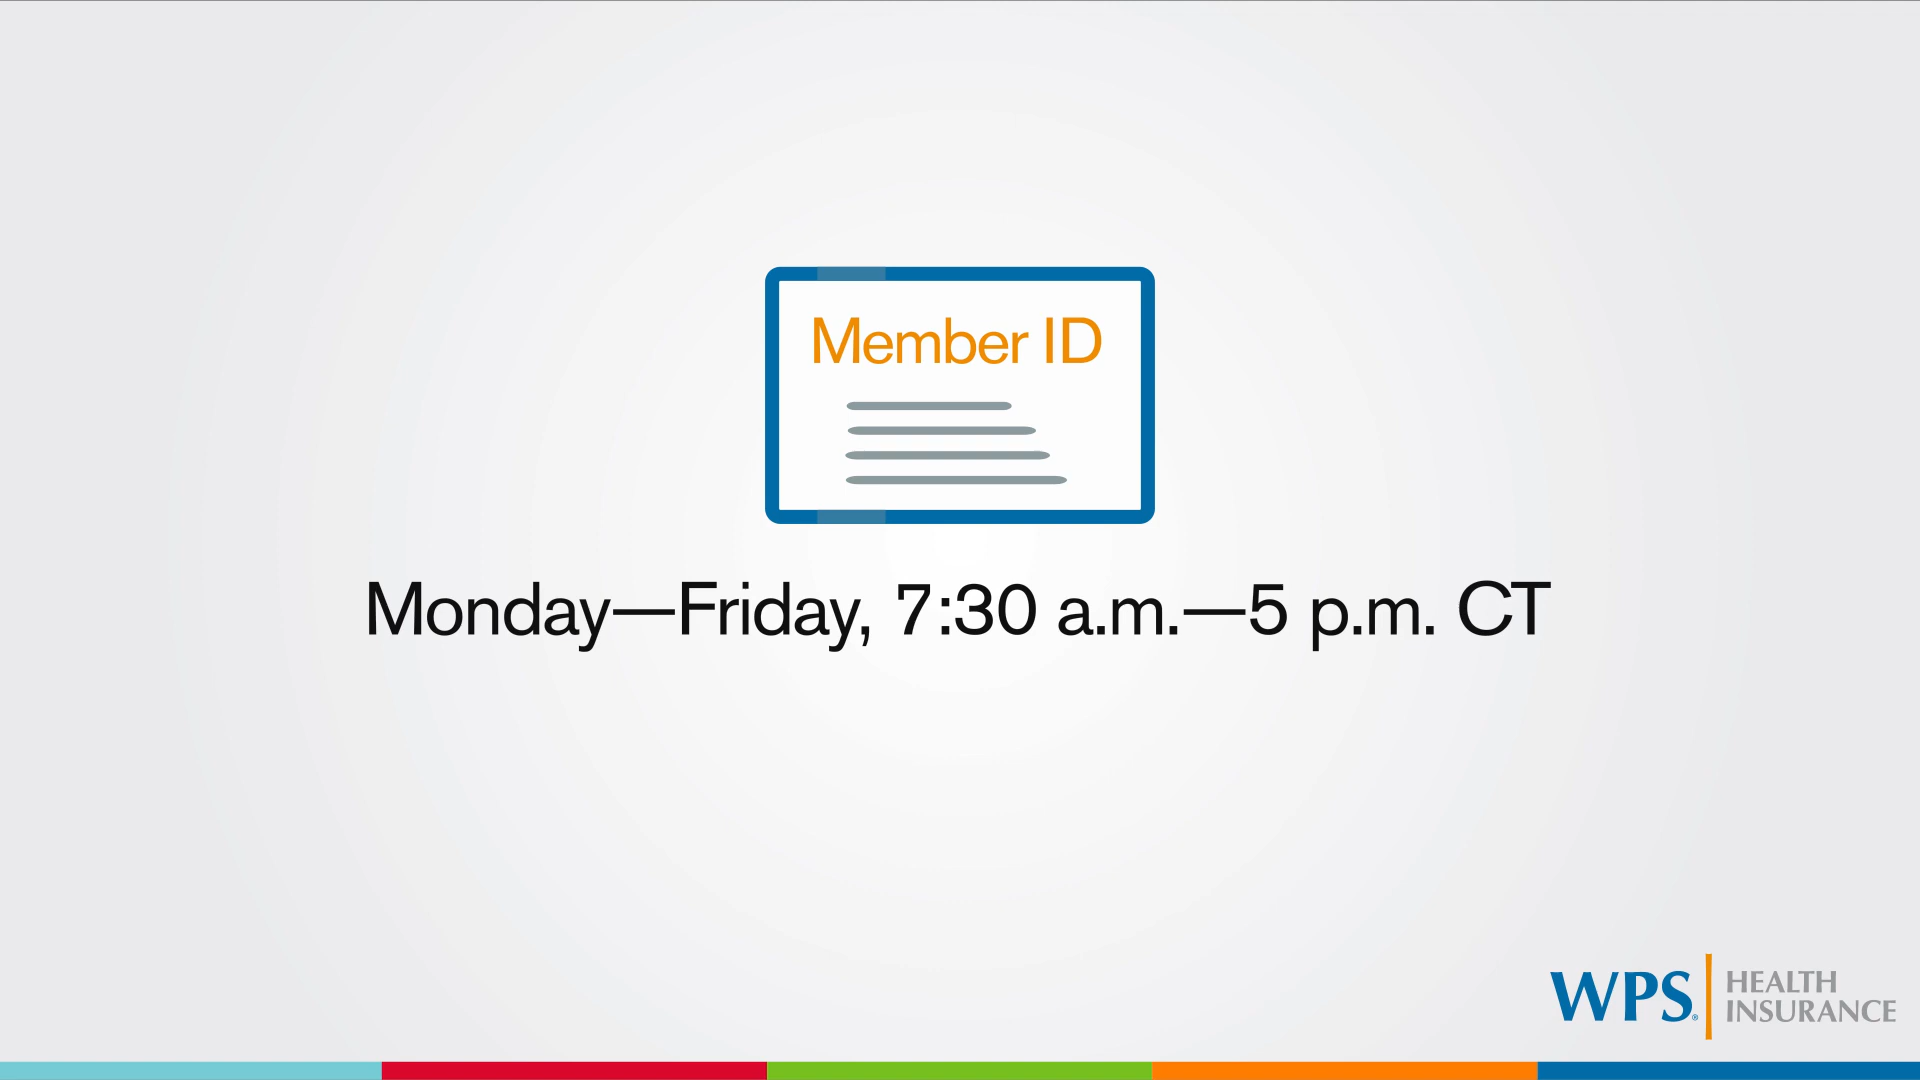 Member ID
Monday—Friday, 7:30 a.m.—5 p.m. CT
WPS® HEALTH
INSURANCE